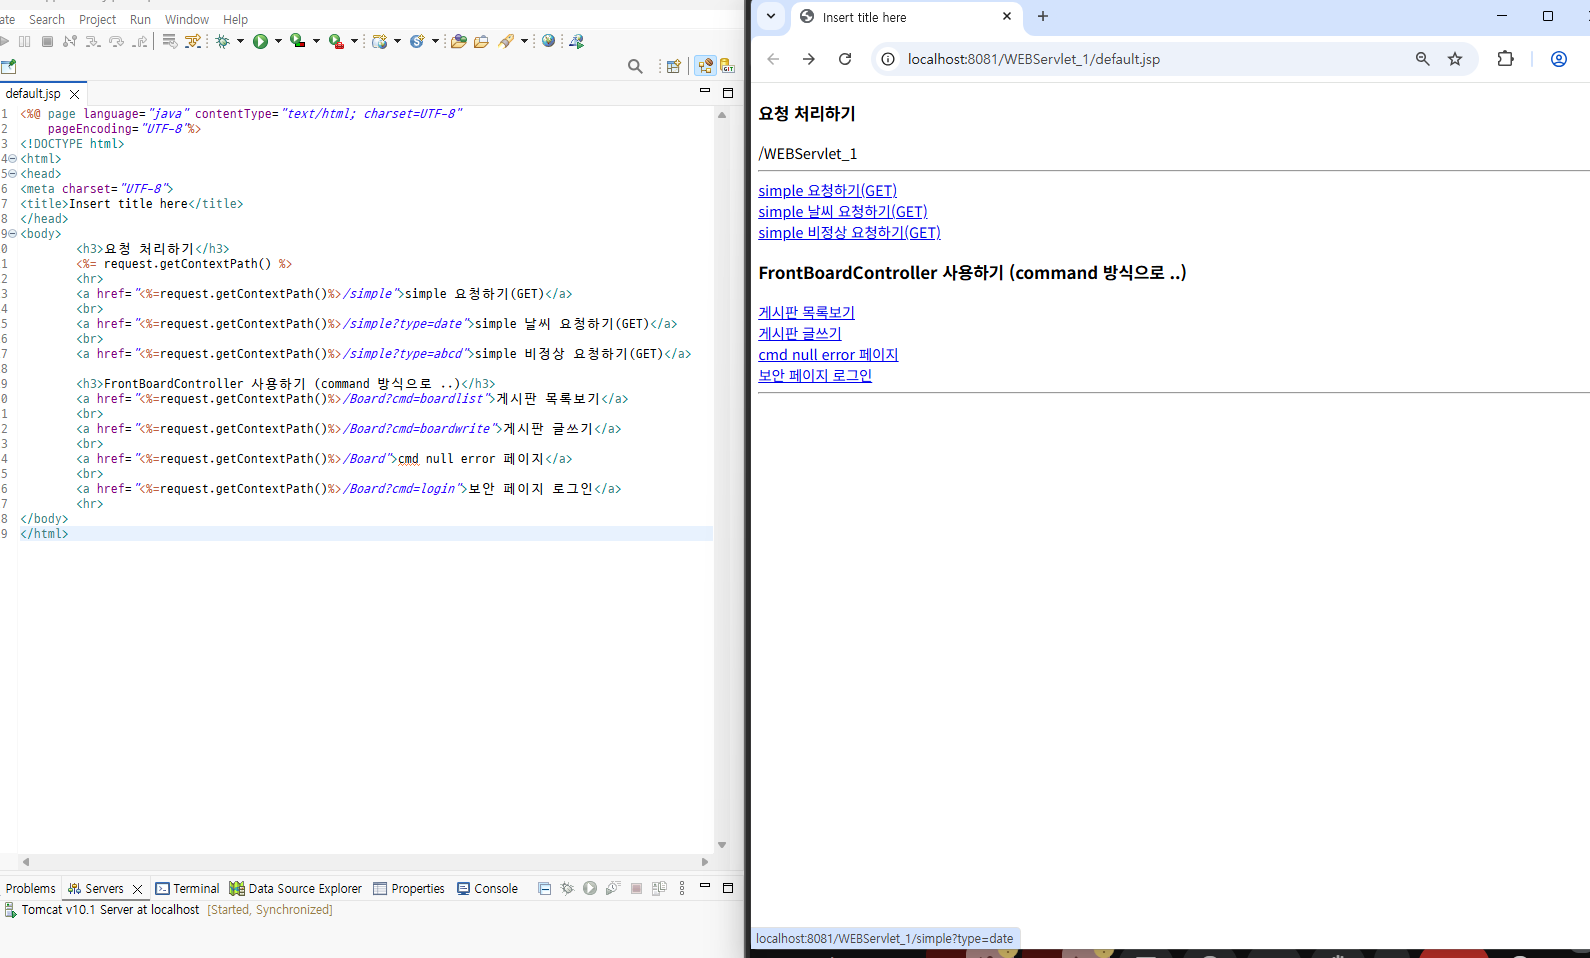 ate Search Project Run Window Help
default.jsp
1 <%@ page language="java" contentType="text/html; charset=UTF-8"
2 pageEncoding="UTF-8"%>
3 <!DOCTYPE html>
4 <html>
5 <head>
6 <meta charset="UTF-8">
7 <title>Insert title here</title>
8 </head>
9 <body>
0 <h3>요청 처리하기</h3>
1 <%= request.getContextPath() %>
2 <hr>
3 <a href="<%=request.getContextPath()%>/simple">simple 요청하기(GET)</a>
4 <br>
5 <a href="<%=request.getContextPath()%>/simple?type=date">simple 날씨 요청하기(GET)</a>
6 <br>
7 <a href="<%=request.getContextPath()%>/simple?type=abcd">simple 비정상 요청하기(GET)</a>
8
9 <h3>FrontBoardController 사용하기 (command 방식으로 ..)</h3>
0 <a href="<%=request.getContextPath()%>/Board?cmd=boardlist">게시판 목록보기</a>
1 <br>
2 <a href="<%=request.getContextPath()%>/Board?cmd=boardwrite">게시판 글쓰기</a>
3 <br>
4 <a href="<%=request.getContextPath()%>/Board">cmd null error 페이지</a>
5 <br>
6 <a href="<%=request.getContextPath()%>/Board?cmd=login">보안 페이지 로그인</a>
7 <hr>
8 </body>
9 </html>
Problems Servers Terminal Data Source Explorer Properties Console
Tomcat v10.1 Server at localhost [Started, Synchronized]
Insert title here
localhost:8081/WEBServlet_1/default.jsp
요청 처리하기
/WEBServlet_1
simple 요청하기(GET)
simple 날씨 요청하기(GET)
simple 비정상 요청하기(GET)
FrontBoardController 사용하기 (command 방식으로 ..)
게시판 목록보기
게시판 글쓰기
cmd null error 페이지
보안 페이지 로그인
localhost:8081/WEBServlet_1/simple?type=date